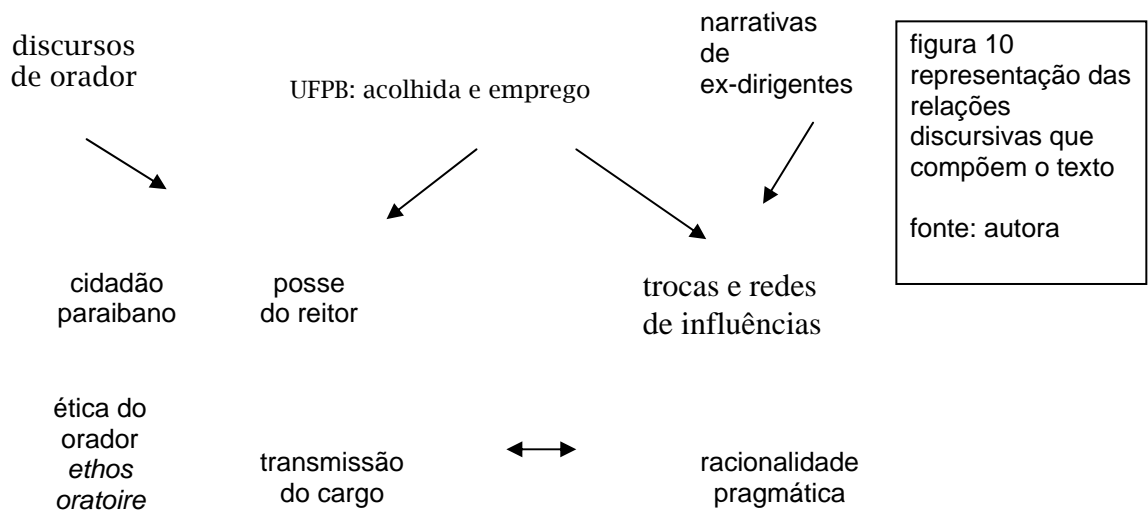 discursos
de orador
UFPB: acolhida e emprego
narrativas
de
ex-dirigentes
figura 10
representação das
relações
discursivas que
compõem o texto
fonte: autora
cidadão
paraibano
posse
do reitor
trocas e redes
de influências
ética do
orador
ethos
oratoire
transmissão
do cargo
racionalidade
pragmática